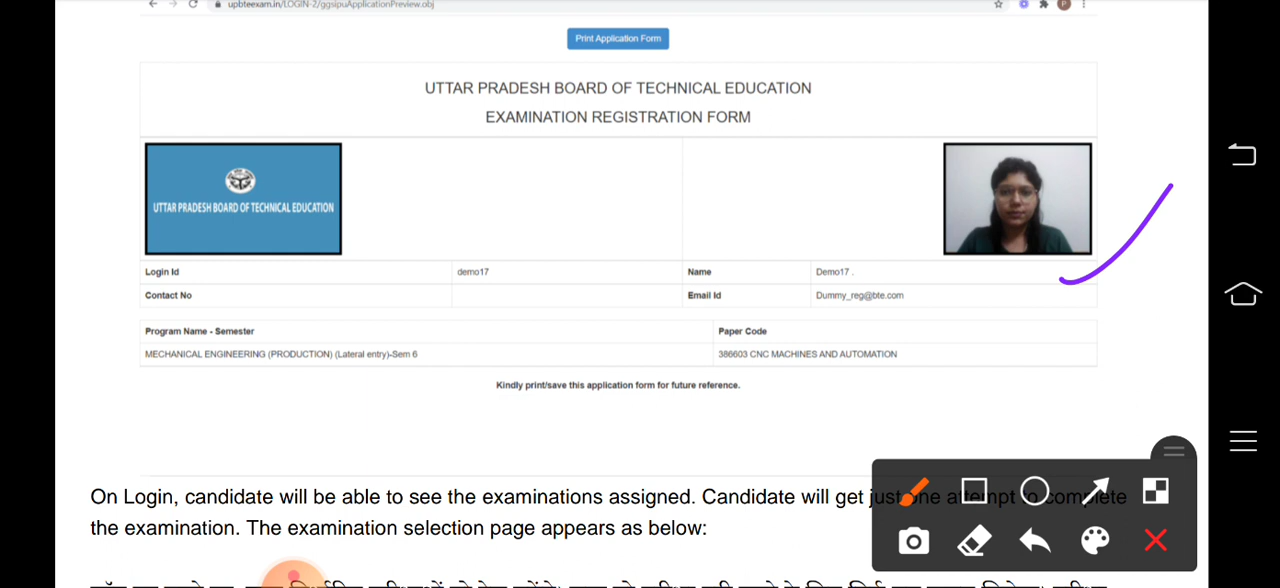 upbteexam.in/LOGIN-2/ggsipuApplicationPreview.obj
P
Print Application Form
UTTAR PRADESH BOARD OF TECHNICAL EDUCATION
EXAMINATION REGISTRATION FORM
UTTAR PRADESH BOARD OF TECHNICAL EDUCATION
Login Id demo17 Name Demo17 .
Contact No Email Id Dummy_reg@bte.com
Program Name - Semester Paper Code
MECHANICAL ENGINEERING (PRODUCTION) (Lateral entry)-Sem 6 386603 CNC MACHINES AND AUTOMATION
Kindly print/save this application form for future reference.
On Login, candidate will be able to see the examinations assigned. Candidate will get just one attempt to complete
the examination. The examination selection page appears as below: